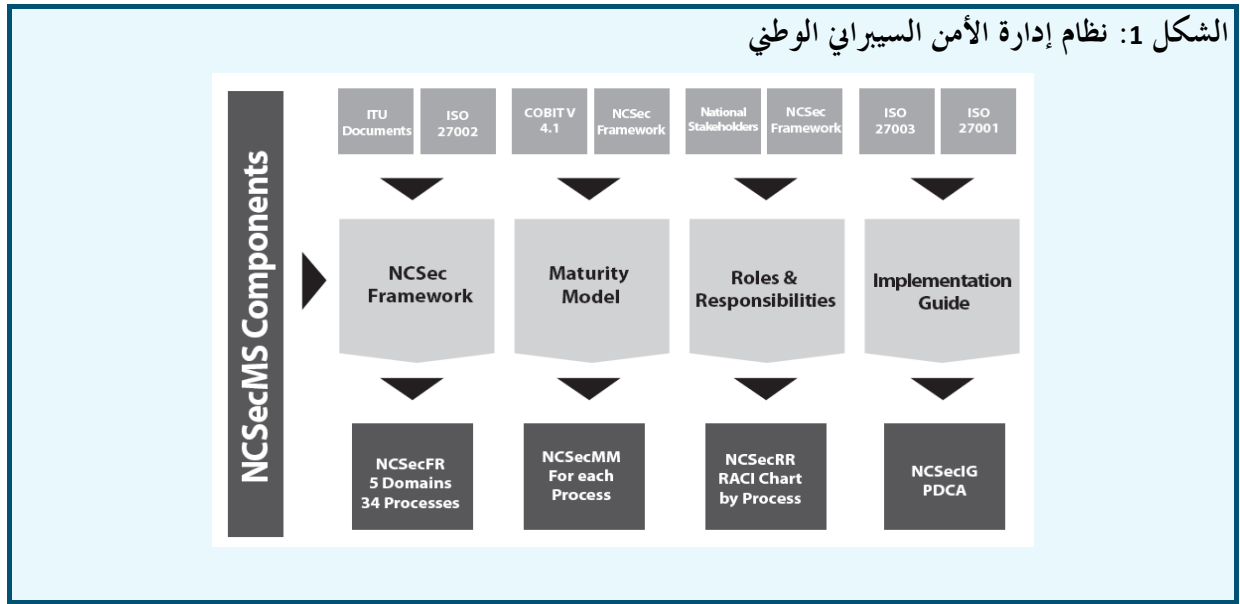 الشكل 1: نظام إدارة الأمن السيبراني الوطني
NCSecMS Components
ITU
Documents
ISO
27002
COBIT V
4.1
NCSec
Framework
National
Stakeholders
NCSec
Framework
ISO
27003
ISO
27001
NCSec
Framework
Maturity
Model
Roles &
Responsibilities
Implementation
Guide
NCSecFR
5 Domains
34 Processes
NCSecMM
For each
Process
NCSecRR
RACI Chart
by Process
NCSecIG
PDCA